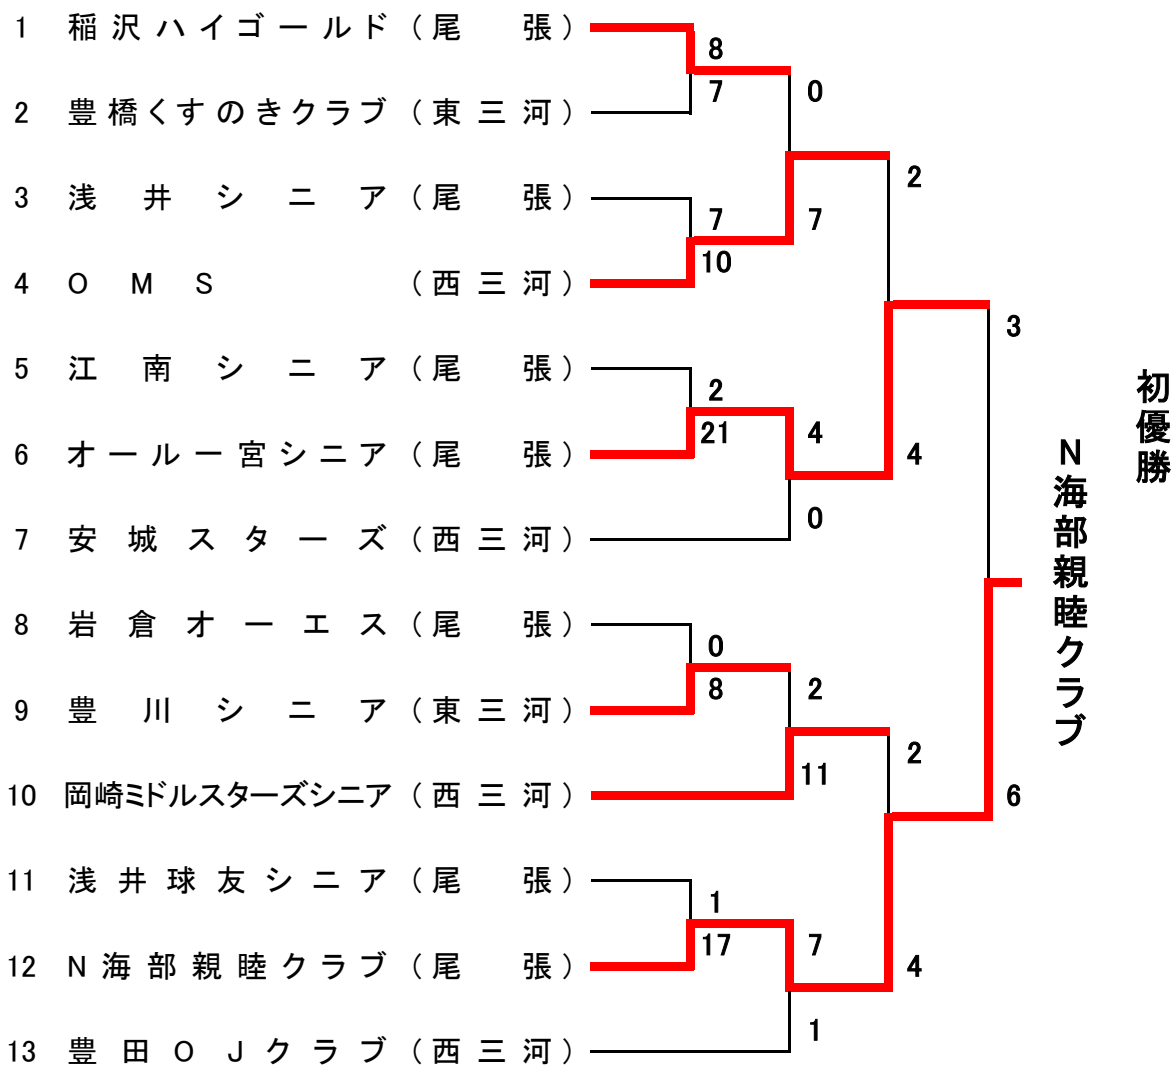 1 稲沢ハイゴールド (尾 張)
2 豊橋くすのきクラブ (東三河)
3 浅井シニア (尾 張)
4 OMS (西三河)
5 江南シニア (尾 張)
6 オール一宮シニア (尾 張)
7 安城スターズ (西三河)
8 岩倉オーエス (尾 張)
9 豊川シニア (東三河)
10 岡崎ミドルスターズシニア (西三河)
11 浅井球友シニア (尾 張)
12 N海部親睦クラブ (尾 張)
13 豊田OJクラブ (西三河)
8
7
7
10
2
21
0
8
1
17
0
7
4
0
2
11
7
1
2
4
2
4
3
6
初優勝
N海部親睦クラブ